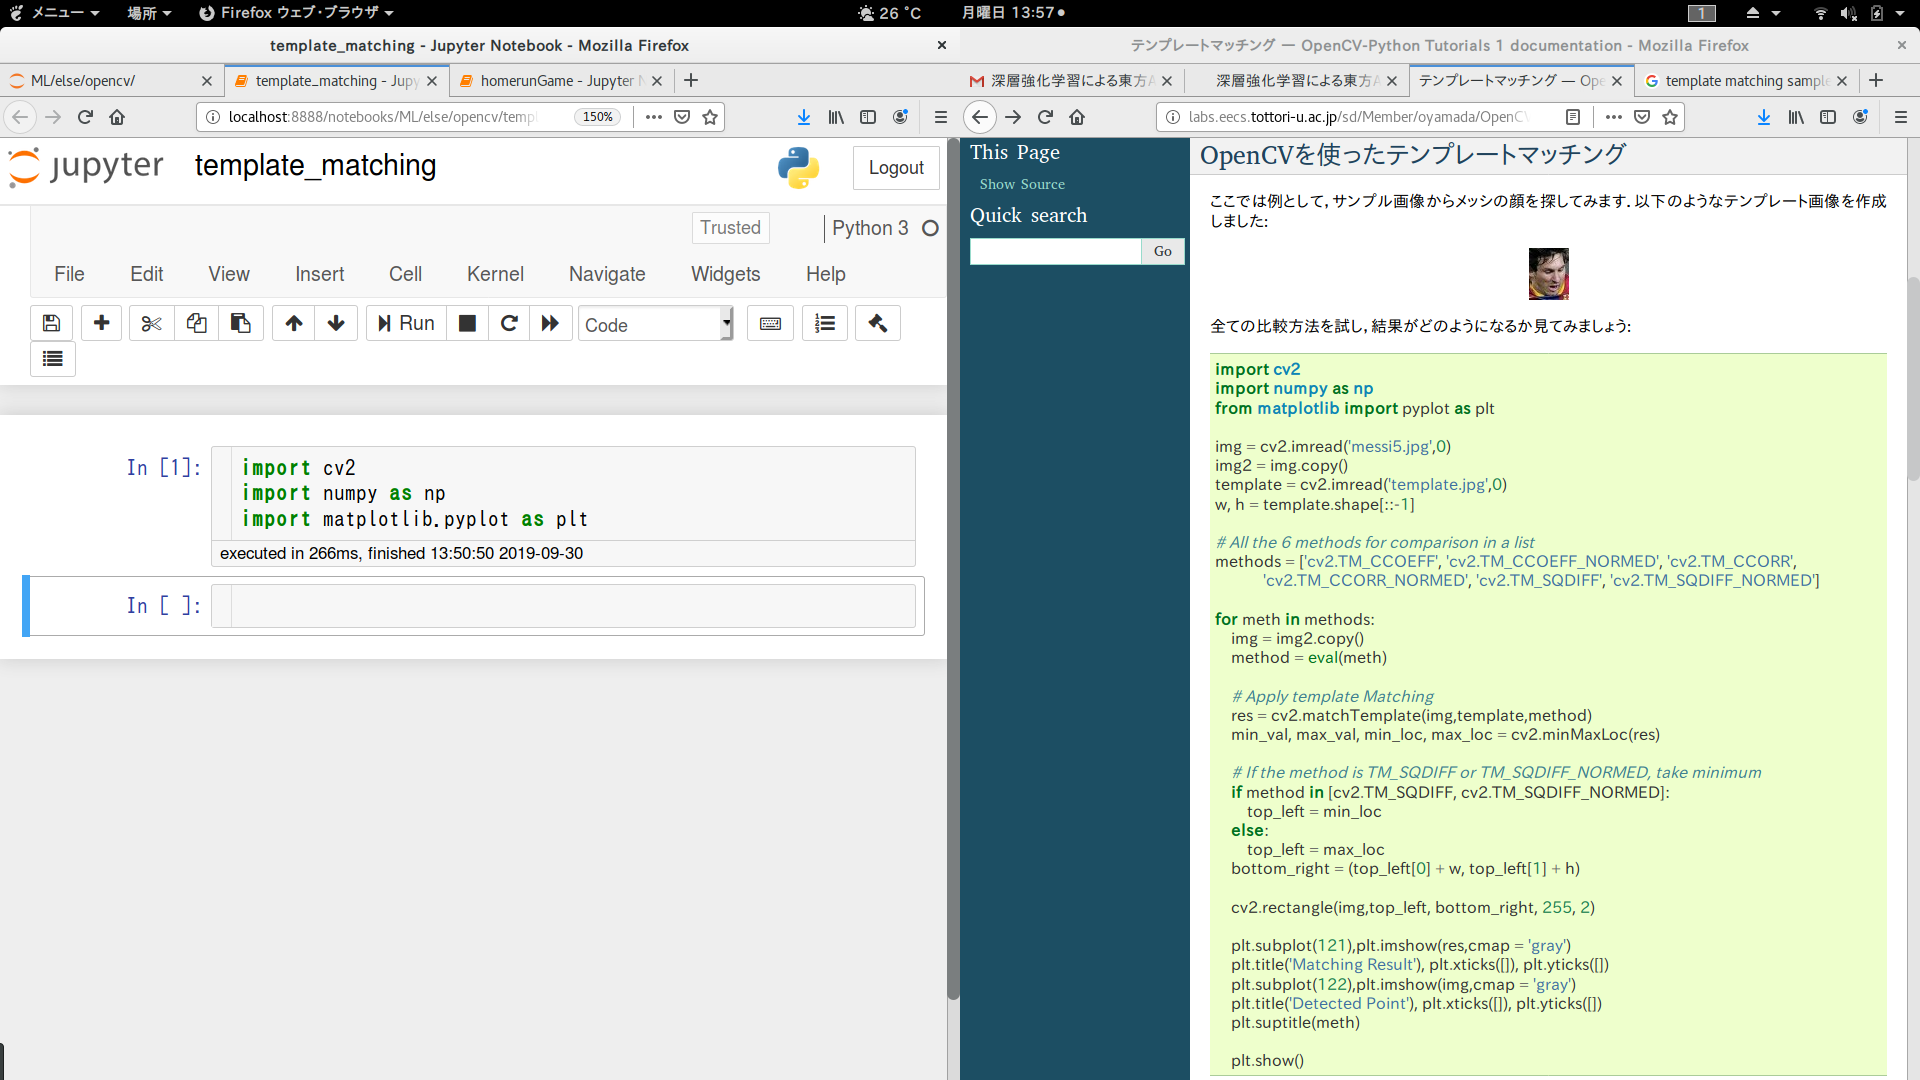 メニュー 場所 Firefox ウェブ・ブラウザ 26 °C 月曜日 13:57 1
template_matching - Jupyter Notebook - Mozilla Firefox
ML/else/opencv/ template_matching - Jupy homerunGame - Jupyter N
localhost:8888/notebooks/ML/else/opencv/temp 150%
jupyter template_matching Logout
Trusted Python 3
File Edit View Insert Cell Kernel Navigate Widgets Help
Run Code
In [1]: import cv2
import numpy as np
import matplotlib.pyplot as plt
executed in 266ms, finished 13:50:50 2019-09-30
In [ ]:
テンプレートマッチング — OpenCV-Python Tutorials 1 documentation - Mozilla Firefox
深層強化学習による東方A 深層強化学習による東方A テンプレートマッチング — Ope template matching sample
labs.eecs.tottori-u.ac.jp/sd/Member/oyamada/OpenCV
This Page
Show Source
Quick search
Go
OpenCVを使ったテンプレートマッチング
ここでは例として,サンプル画像からメッシの顔を探してみます.以下のようなテンプレート画像を作成
しました:
全ての比較方法を試し,結果がどのようになるか見てみましょう:
import cv2
import numpy as np
from matplotlib import pyplot as plt
img = cv2.imread('messi5.jpg',0)
img2 = img.copy()
template = cv2.imread('template.jpg',0)
w, h = template.shape[::-1]
# All the 6 methods for comparison in a list
methods = ['cv2.TM_CCOEFF', 'cv2.TM_CCOEFF_NORMED', 'cv2.TM_CCORR',
'cv2.TM_CCORR_NORMED', 'cv2.TM_SQDIFF', 'cv2.TM_SQDIFF_NORMED']
for meth in methods:
img = img2.copy()
method = eval(meth)
# Apply template Matching
res = cv2.matchTemplate(img,template,method)
min_val, max_val, min_loc, max_loc = cv2.minMaxLoc(res)
# If the method is TM_SQDIFF or TM_SQDIFF_NORMED, take minimum
if method in [cv2.TM_SQDIFF, cv2.TM_SQDIFF_NORMED]:
top_left = min_loc
else:
top_left = max_loc
bottom_right = (top_left[0] + w, top_left[1] + h)
cv2.rectangle(img,top_left, bottom_right, 255, 2)
plt.subplot(121),plt.imshow(res,cmap = 'gray')
plt.title('Matching Result'), plt.xticks([]), plt.yticks([])
plt.subplot(122),plt.imshow(img,cmap = 'gray')
plt.title('Detected Point'), plt.xticks([]), plt.yticks([])
plt.suptitle(meth)
plt.show()